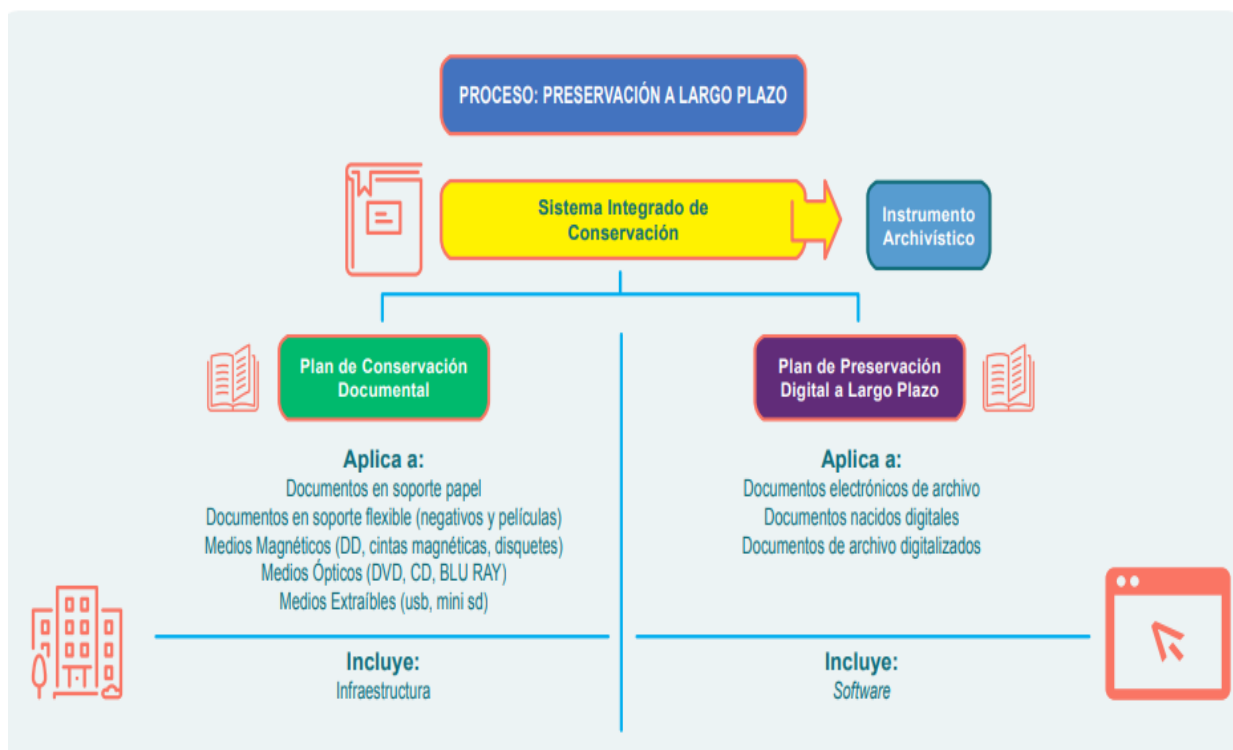 PROCESO: PRESERVACIÓN A LARGO PLAZO
Sistema Integrado de
Conservación
Instrumento
Archivístico
Plan de Conservación
Documental
Aplica a:
Documentos en soporte papel
Documentos en soporte flexible (negativos y películas)
Medios Magnéticos (DD, cintas magnéticas, disquetes)
Medios Ópticos (DVD, CD, BLU RAY)
Medios Extraíbles (usb, mini sd)
Incluye:
Infraestructura
Plan de Preservación
Digital a Largo Plazo
Aplica a:
Documentos electrónicos de archivo
Documentos nacidos digitales
Documentos de archivo digitalizados
Incluye:
Software